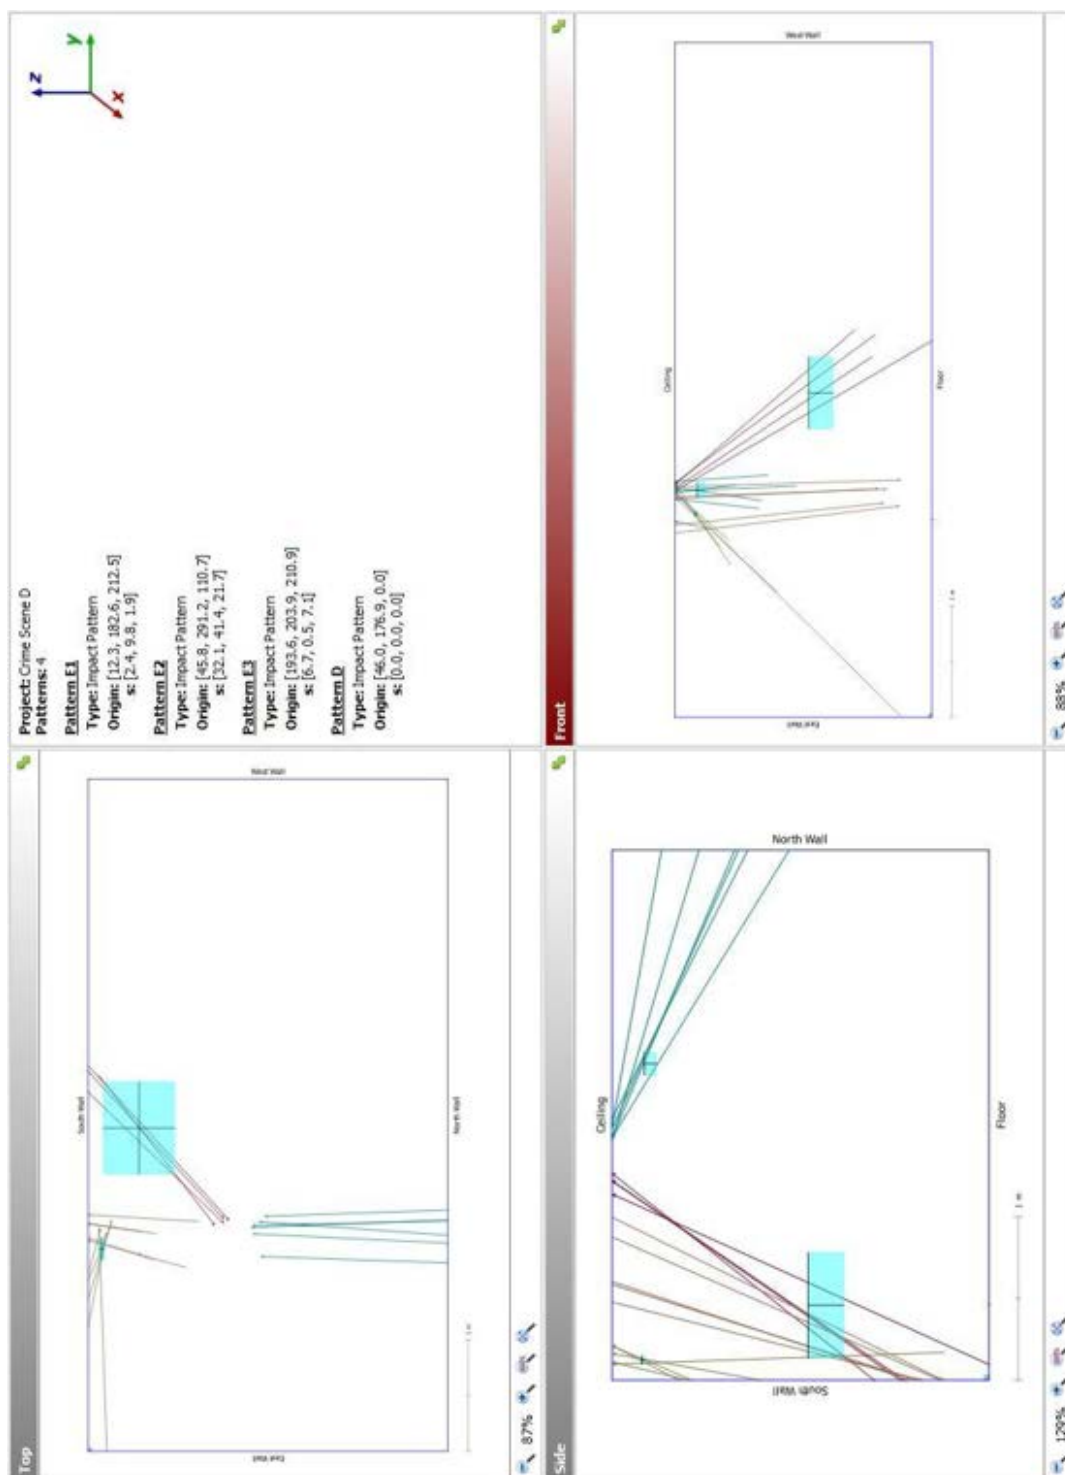 Project: Crime Scene D
Patterns: 4
Pattern E1
Type: Impact Pattern
Origin: [12.3, 182.6, 212.5]
s: [2.4, 9.8, 1.9]
Pattern E2
Type: Impact Pattern
Origin: [45.8, 291.2, 110.7]
s: [32.1, 41.4, 21.7]
Pattern E3
Type: Impact Pattern
Origin: [193.6, 203.9, 210.9]
s: [6.7, 0.5, 7.1]
Pattern D
Type: Impact Pattern
Origin: [46.0, 176.9, 0.0]
s: [0.0, 0.0, 0.0]
Z
Y
X
Top
South Wall
East Wall
West Wall
North Wall
1 m
87%
Front
Ceiling
East Wall
West Wall
Floor
88%
Side
Ceiling
South Wall
North Wall
Floor
1 m
129%